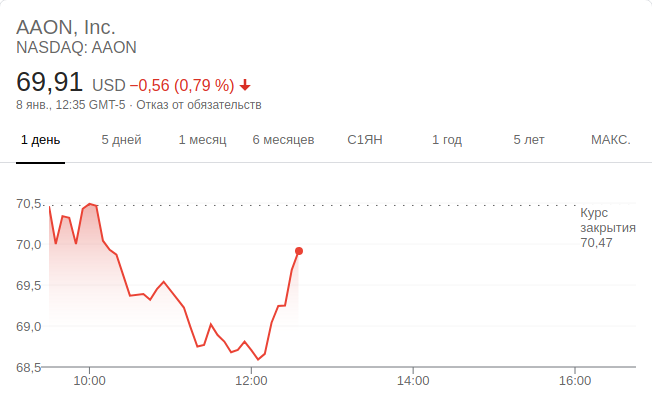 AAON, Inc.
NASDAQ: AAON
69,91 USD −0,56 (0,79 %)
8 янв., 12:35 GMT-5 · Отказ от обязательств
1 день 5 дней 1 месяц 6 месяцев С1ЯН 1 год 5 лет МАКС.
70,5
Курс
закрытия
70,47
70,0
69,5
69,0
68,5
10:00 12:00 14:00 16:00